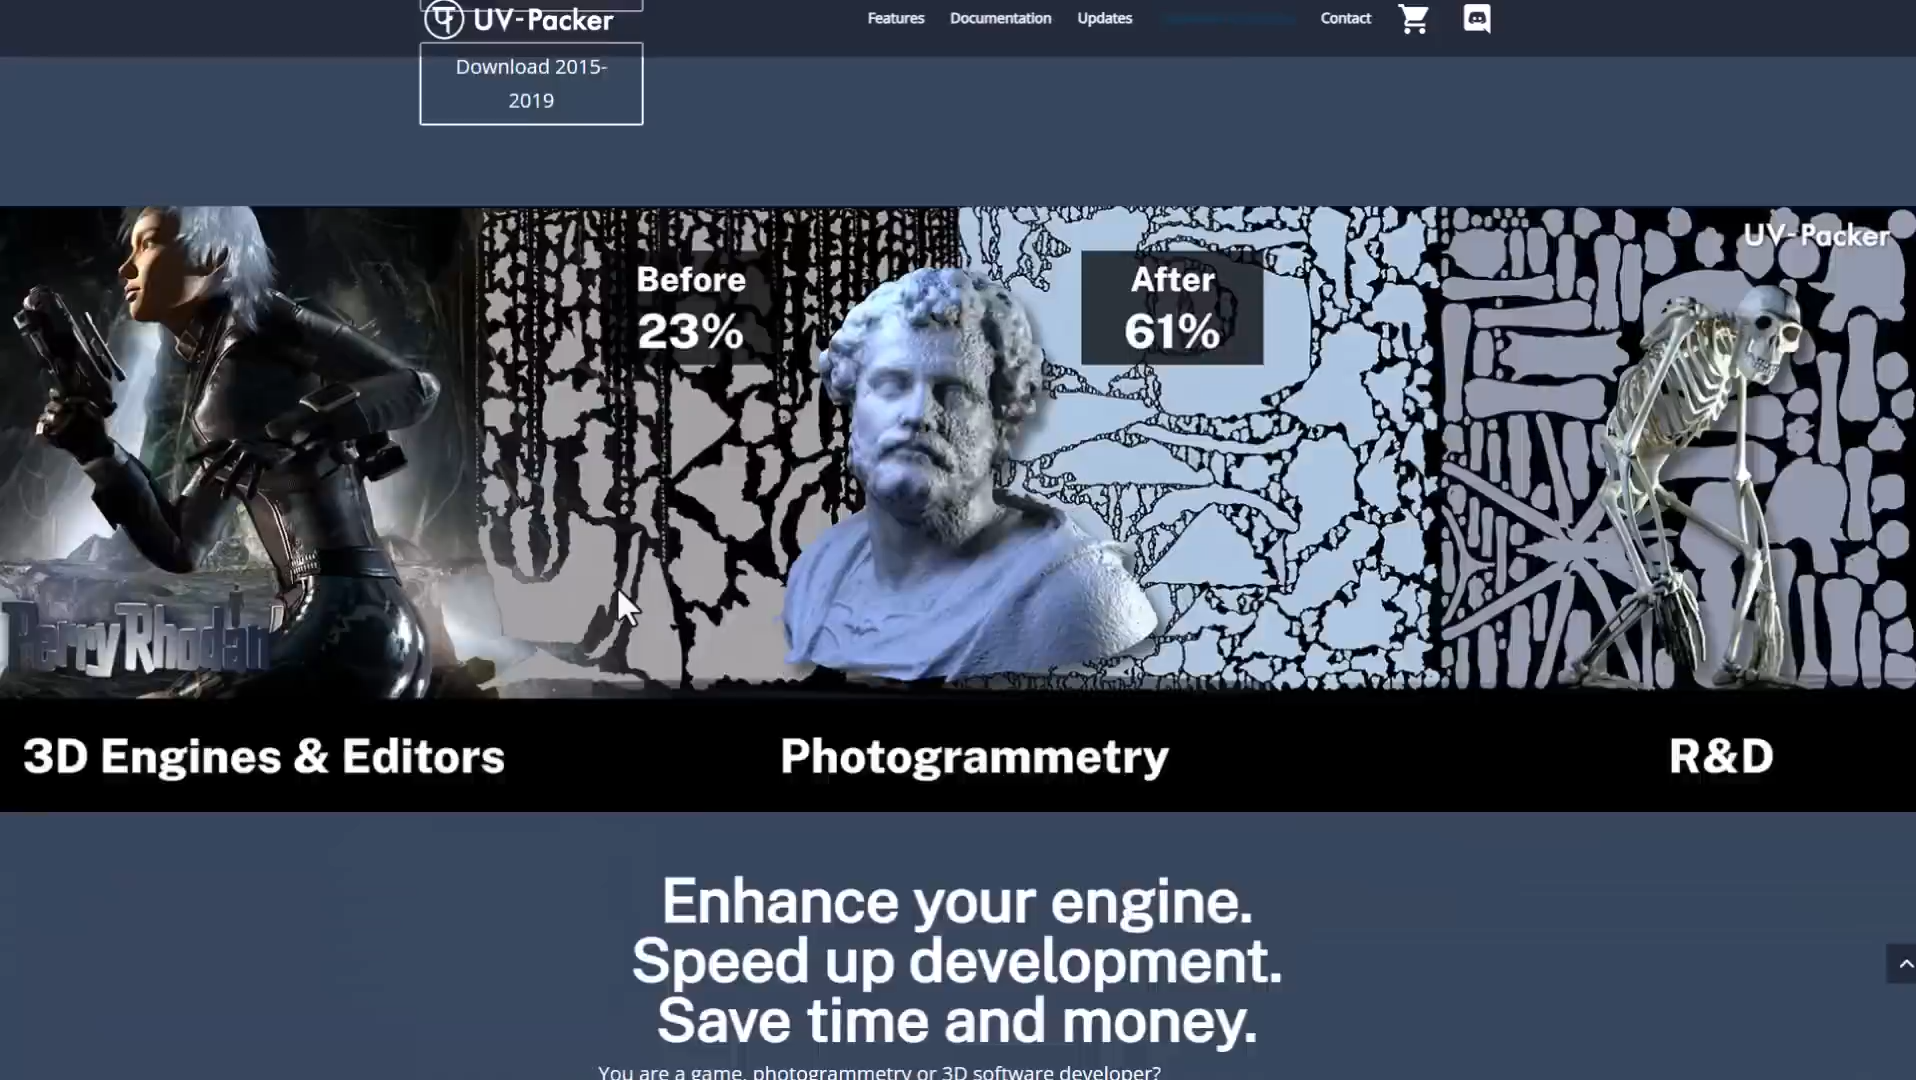 UV-Packer
Features
Documentation
Updates
Contact
Download 2015-
2019
UV-Packer
Before
23%
After
61%
Perry Rhodan
3D Engines & Editors
Photogrammetry
R&D
Enhance your engine.
Speed up development.
Save time and money.
You are a game, photogrammetry or 3D software developer?